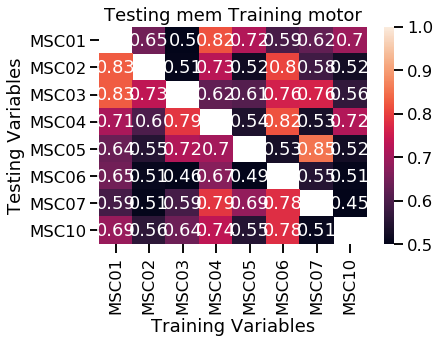 Testing mem Training motor
Testing Variables
MSC01 0.65 0.5 0.82 0.72 0.59 0.62 0.7
MSC02 0.83 0.51 0.73 0.52 0.8 0.58 0.52
MSC03 0.83 0.73 0.62 0.61 0.76 0.76 0.56
MSC04 0.71 0.6 0.79 0.54 0.82 0.53 0.72
MSC05 0.64 0.55 0.72 0.7 0.53 0.85 0.52
MSC06 0.65 0.51 0.46 0.67 0.49 0.55 0.51
MSC07 0.59 0.51 0.59 0.79 0.69 0.78 0.45
MSC10 0.69 0.56 0.64 0.74 0.55 0.78 0.51
MSC01 MSC02 MSC03 MSC04 MSC05 MSC06 MSC07 MSC10
Training Variables
1.0
0.9
0.8
0.7
0.6
0.5